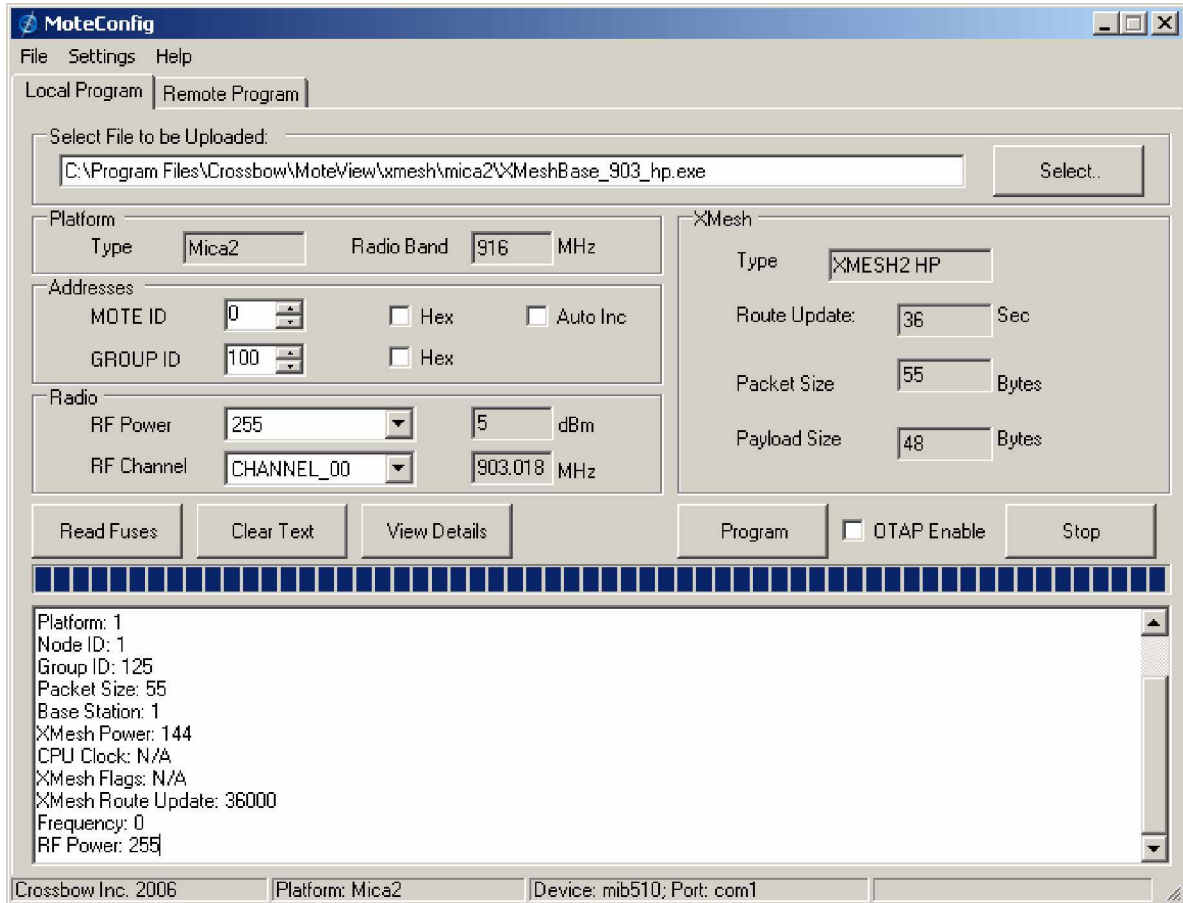 MoteConfig
File Settings Help
Local Program Remote Program
Select File to be Uploaded:
C:\Program Files\Crossbow\MoteView\xmesh\mica2\XMeshBase_903_hp.exe Select..
Platform
Type Mica2 Radio Band 916 MHz
Addresses
MOTE ID 0 Hex Auto Inc
GROUP ID 100 Hex
Radio
RF Power 255 5 dBm
RF Channel CHANNEL_00 903.018 MHz
XMesh
Type XMESH2 HP
Route Update: 36 Sec
Packet Size 55 Bytes
Payload Size 48 Bytes
Read Fuses Clear Text View Details Program OTAP Enable Stop
Platform: 1
Node ID: 1
Group ID: 125
Packet Size: 55
Base Station: 1
XMesh Power: 144
CPU Clock: N/A
XMesh Flags: N/A
XMesh Route Update: 36000
Frequency: 0
RF Power: 255
Crossbow Inc. 2006 Platform: Mica2 Device: mib510; Port: com1